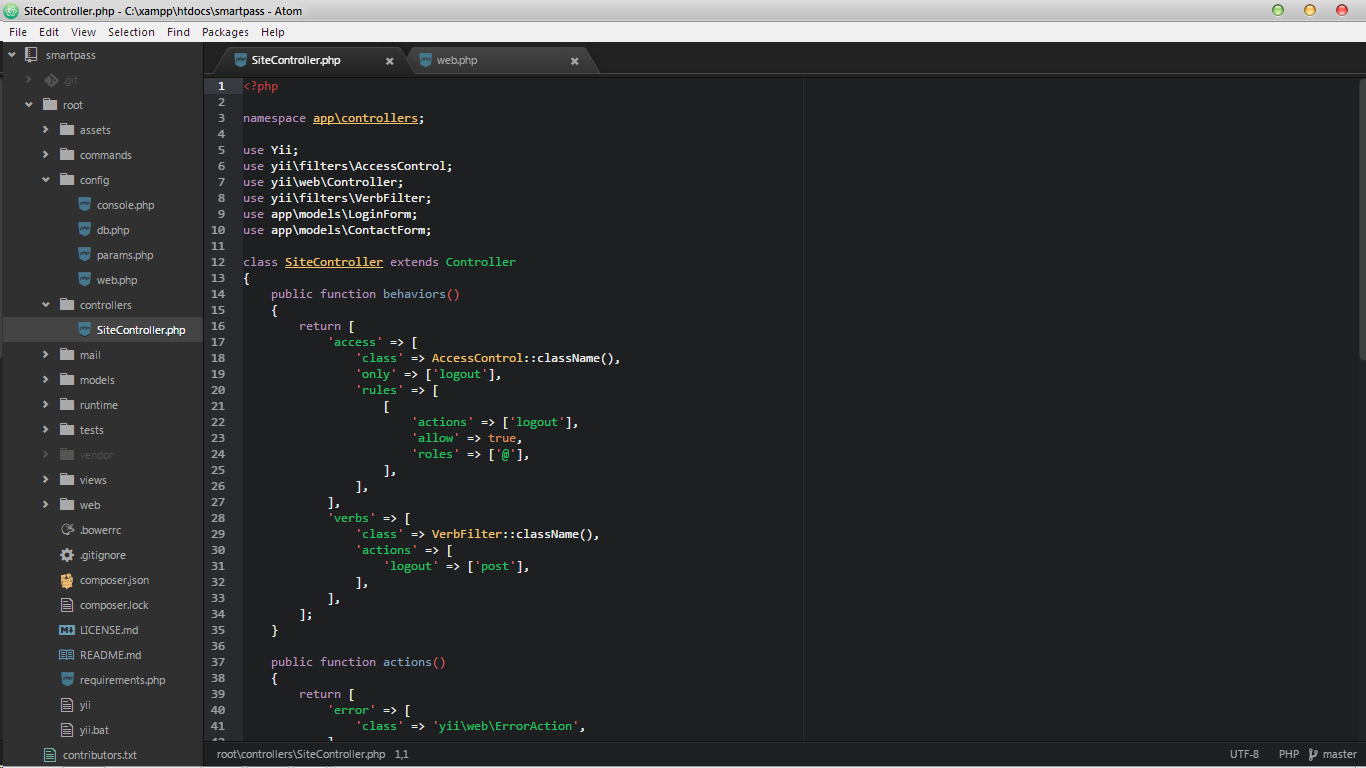 SiteController.php - C:\xampp\htdocs\smartpass - Atom
File Edit View Selection Find Packages Help
smartpass
.git
root
assets
commands
config
console.php
db.php
params.php
web.php
controllers
SiteController.php
mail
models
runtime
tests
vendor
views
web
.bowerrc
.gitignore
composer.json
composer.lock
LICENSE.md
README.md
requirements.php
yii
yii.bat
contributors.txt
SiteController.php web.php
1 <?php
2
3 namespace app\controllers;
4
5 use Yii;
6 use yii\filters\AccessControl;
7 use yii\web\Controller;
8 use yii\filters\VerbFilter;
9 use app\models\LoginForm;
10 use app\models\ContactForm;
11
12 class SiteController extends Controller
13 {
14     public function behaviors()
15     {
16         return [
17             'access' => [
18                 'class' => AccessControl::className(),
19                 'only' => ['logout'],
20                 'rules' => [
21                     [
22                         'actions' => ['logout'],
23                         'allow' => true,
24                         'roles' => ['@'],
25                     ],
26                 ],
27             ],
28             'verbs' => [
29                 'class' => VerbFilter::className(),
30                 'actions' => [
31                     'logout' => ['post'],
32                 ],
33             ],
34         ];
35     }
36
37     public function actions()
38     {
39         return [
40             'error' => [
41                 'class' => 'yii\web\ErrorAction',
root\controllers\SiteController.php 1,1 UTF-8 PHP master